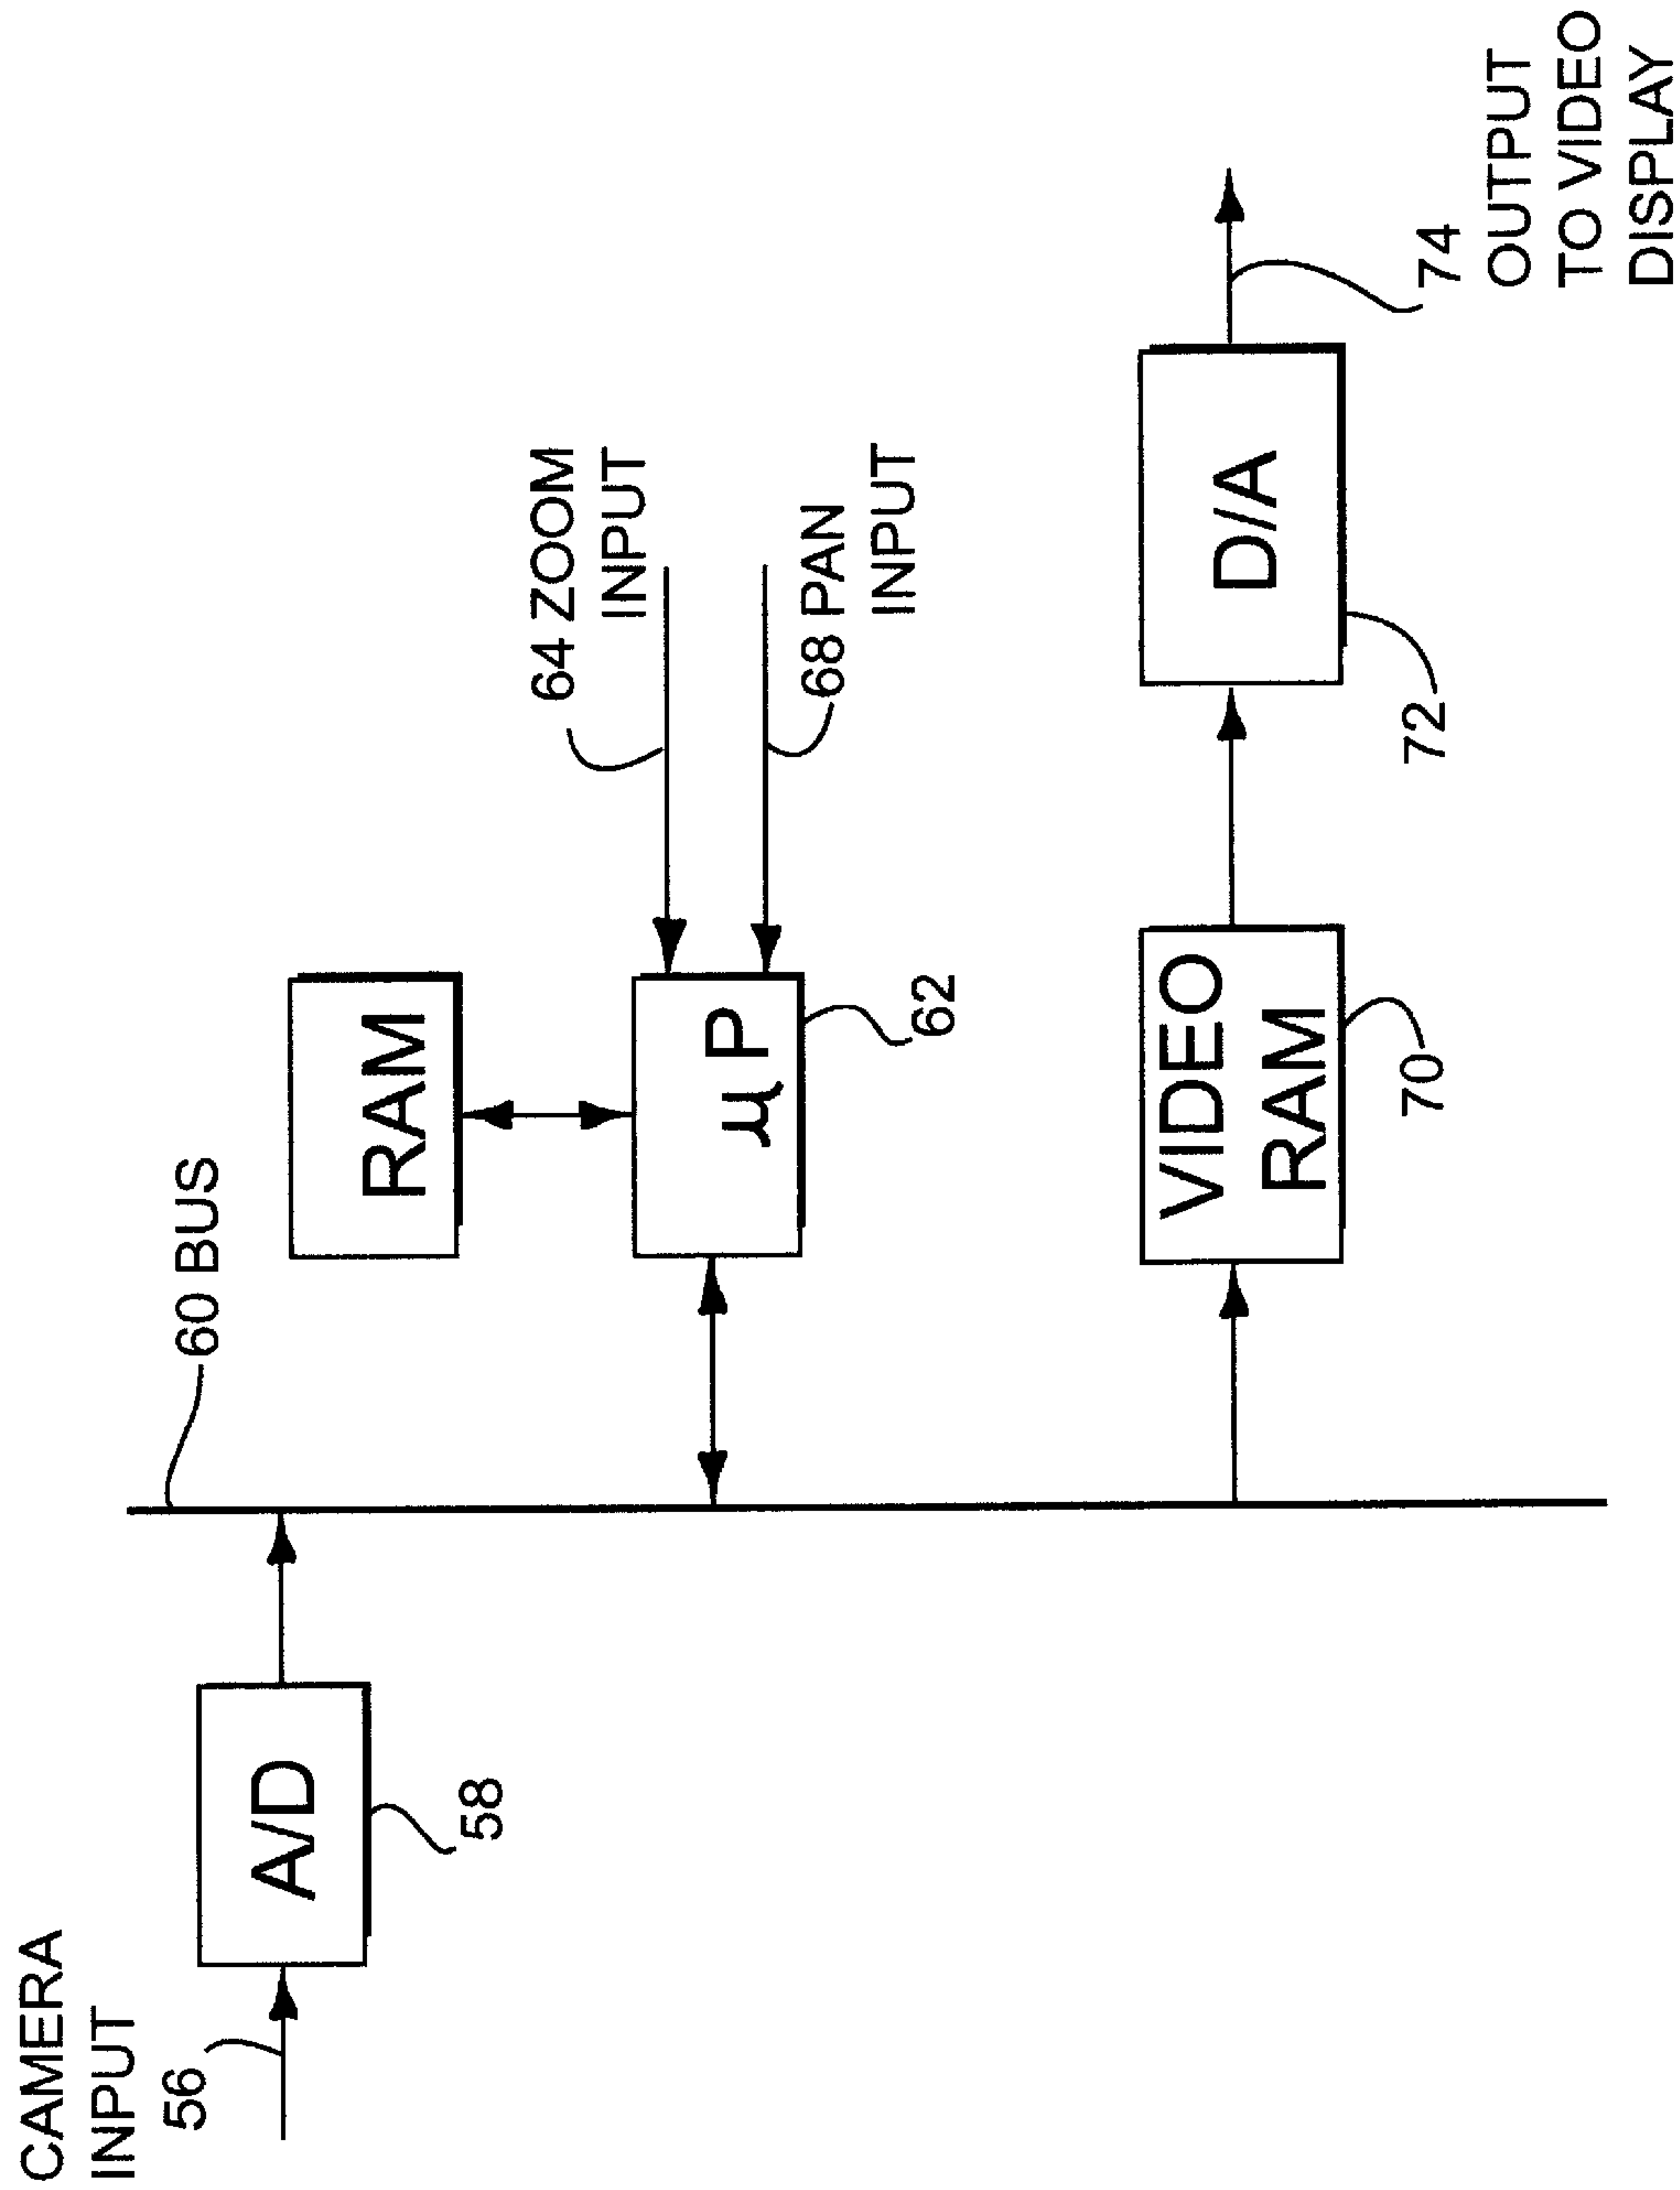 CAMERA
INPUT
56
A/D
58
60 BUS
RAM
µ P
62
64 ZOOM
INPUT
68 PAN
INPUT
VIDEO
RAM
70
D/A
72
74
OUTPUT
TO VIDEO
DISPLAY